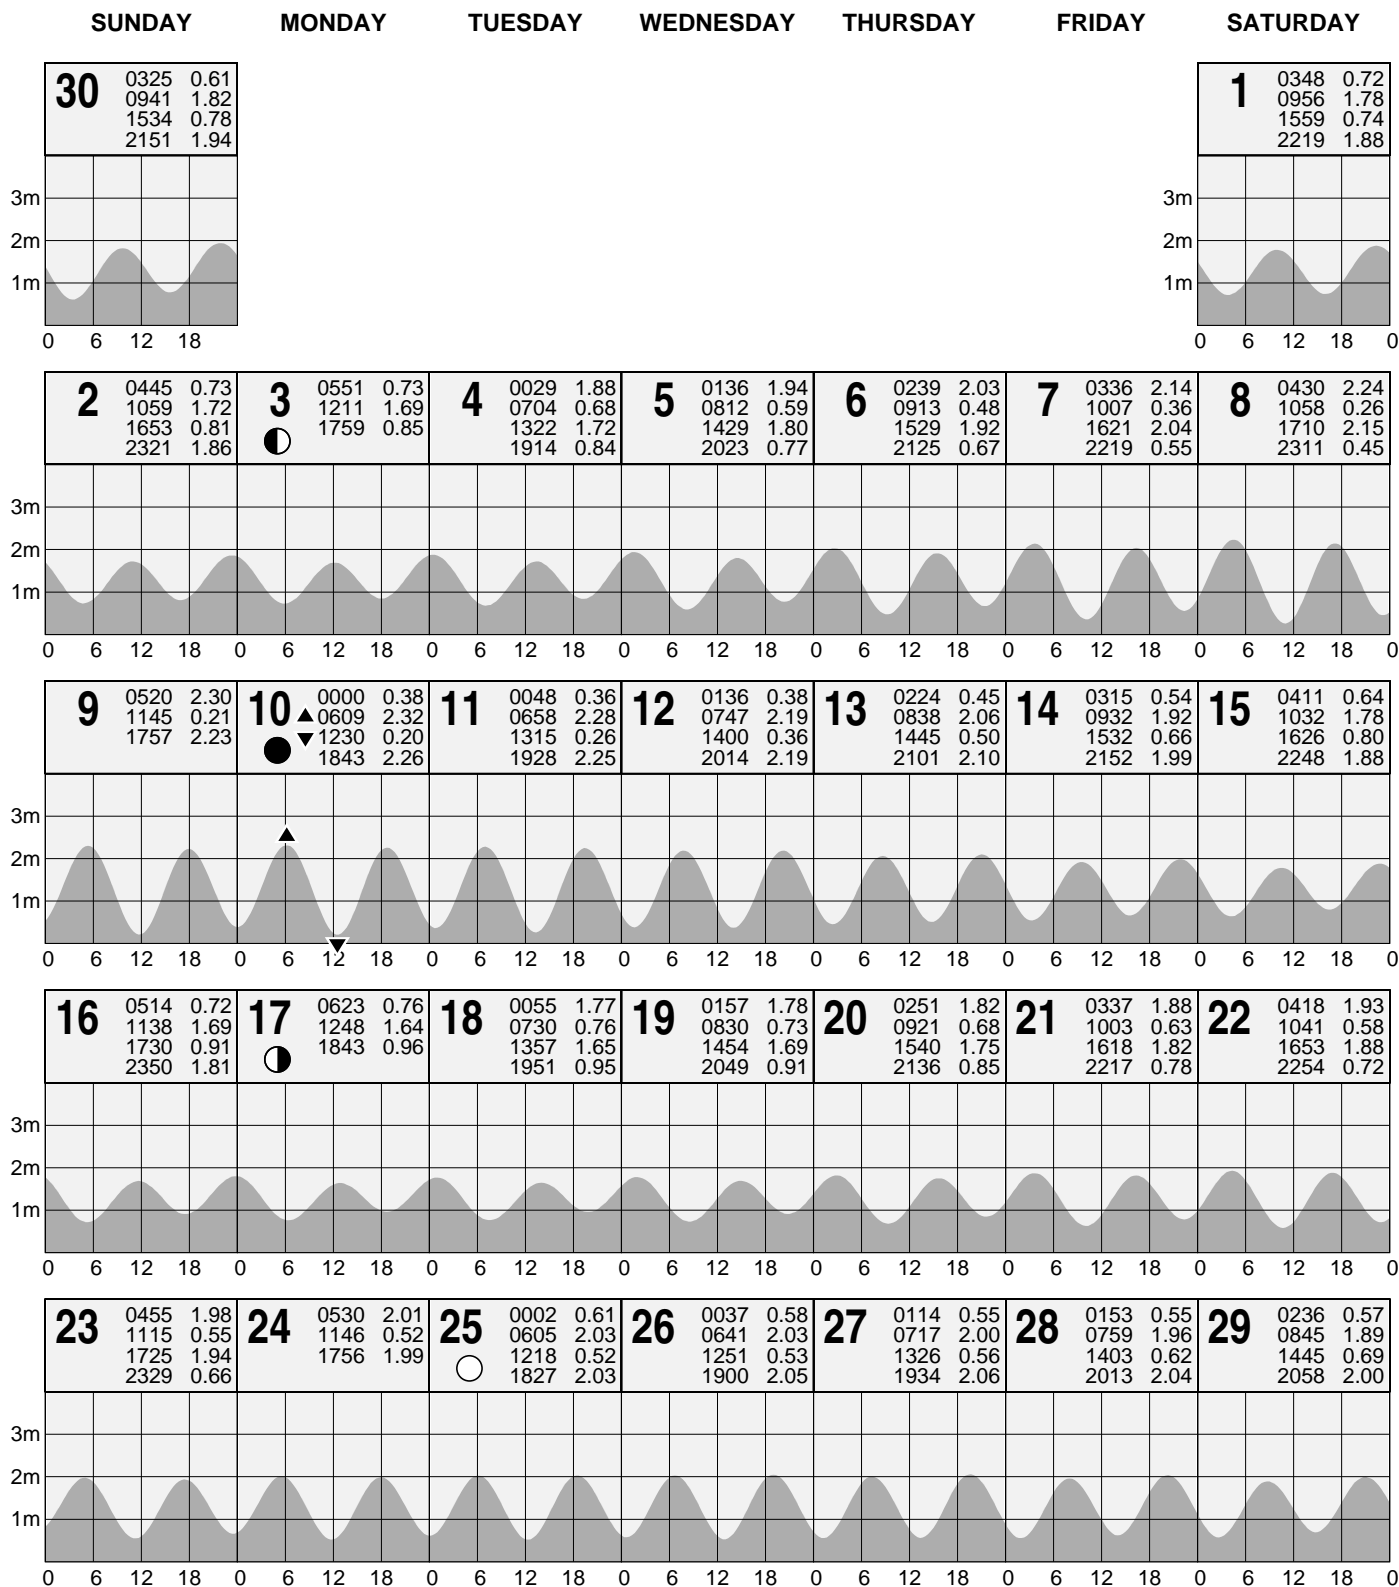 SUNDAY MONDAY TUESDAY WEDNESDAY THURSDAY FRIDAY SATURDAY
30 0325 0.61
0941 1.82
1534 0.78
2151 1.94
1 0348 0.72
0956 1.78
1559 0.74
2219 1.88
3m
2m
1m
0 6 12 18
3m
2m
1m
0 6 12 18 0
2 0445 0.73
1059 1.72
1653 0.81
2321 1.86
3 0551 0.73
1211 1.69
1759 0.85
4 0029 1.88
0704 0.68
1322 1.72
1914 0.84
5 0136 1.94
0812 0.59
1429 1.80
2023 0.77
6 0239 2.03
0913 0.48
1529 1.92
2125 0.67
7 0336 2.14
1007 0.36
1621 2.04
2219 0.55
8 0430 2.24
1058 0.26
1710 2.15
2311 0.45
3m
2m
1m
0 6 12 18 0 6 12 18 0 6 12 18 0 6 12 18 0 6 12 18 0 6 12 18 0 6 12 18 0
9 0520 2.30
1145 0.21
1757 2.23
10 0000 0.38
0609 2.32
1230 0.20
1843 2.26
11 0048 0.36
0658 2.28
1315 0.26
1928 2.25
12 0136 0.38
0747 2.19
1400 0.36
2014 2.19
13 0224 0.45
0838 2.06
1445 0.50
2101 2.10
14 0315 0.54
0932 1.92
1532 0.66
2152 1.99
15 0411 0.64
1032 1.78
1626 0.80
2248 1.88
3m
2m
1m
0 6 12 18 0 6 12 18 0 6 12 18 0 6 12 18 0 6 12 18 0 6 12 18 0 6 12 18 0
16 0514 0.72
1138 1.69
1730 0.91
2350 1.81
17 0623 0.76
1248 1.64
1843 0.96
18 0055 1.77
0730 0.76
1357 1.65
1951 0.95
19 0157 1.78
0830 0.73
1454 1.69
2049 0.91
20 0251 1.82
0921 0.68
1540 1.75
2136 0.85
21 0337 1.88
1003 0.63
1618 1.82
2217 0.78
22 0418 1.93
1041 0.58
1653 1.88
2254 0.72
3m
2m
1m
0 6 12 18 0 6 12 18 0 6 12 18 0 6 12 18 0 6 12 18 0 6 12 18 0 6 12 18 0
23 0455 1.98
1115 0.55
1725 1.94
2329 0.66
24 0530 2.01
1146 0.52
1756 1.99
25 0002 0.61
0605 2.03
1218 0.52
1827 2.03
26 0037 0.58
0641 2.03
1251 0.53
1900 2.05
27 0114 0.55
0717 2.00
1326 0.56
1934 2.06
28 0153 0.55
0759 1.96
1403 0.62
2013 2.04
29 0236 0.57
0845 1.89
1445 0.69
2058 2.00
3m
2m
1m
0 6 12 18 0 6 12 18 0 6 12 18 0 6 12 18 0 6 12 18 0 6 12 18 0 6 12 18 0